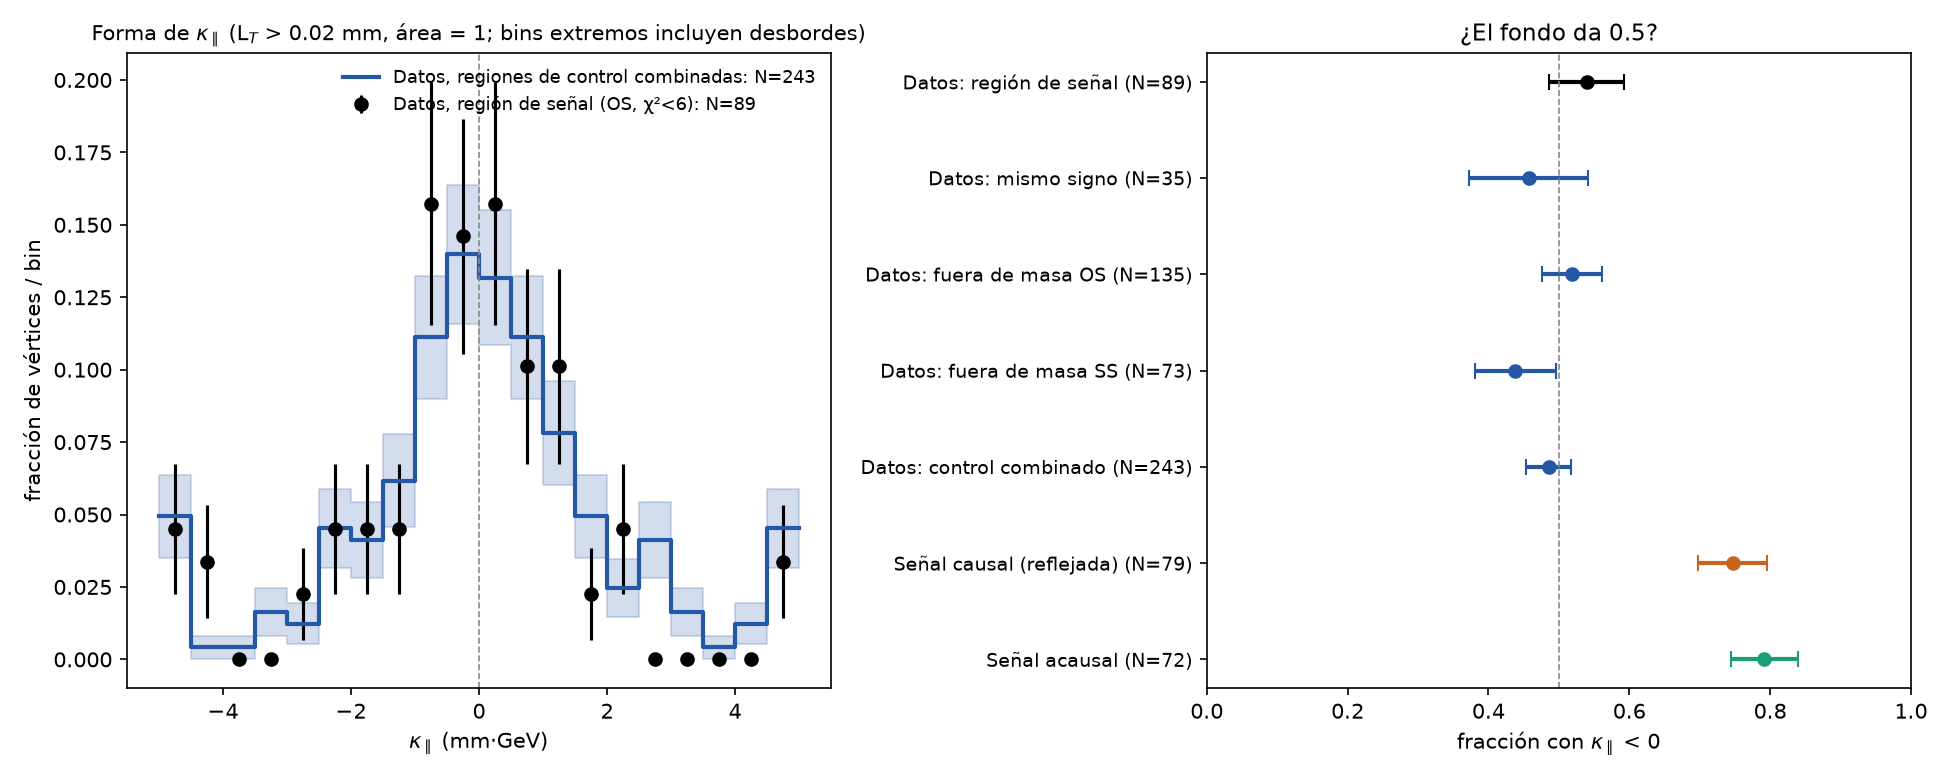 Forma de κ∥ (L_T > 0.02 mm, área = 1; bins extremos incluyen desbordes)
Datos, regiones de control combinadas: N=243
Datos, región de señal (OS, χ²<6): N=89
fracción de vértices / bin
0.200
0.175
0.150
0.125
0.100
0.075
0.050
0.025
0.000
−4
−2
0
2
4
κ∥ (mm·GeV)
¿El fondo da 0.5?
Datos: región de señal (N=89)
Datos: mismo signo (N=35)
Datos: fuera de masa OS (N=135)
Datos: fuera de masa SS (N=73)
Datos: control combinado (N=243)
Señal causal (reflejada) (N=79)
Señal acausal (N=72)
0.0
0.2
0.4
0.6
0.8
1.0
fracción con κ∥ < 0